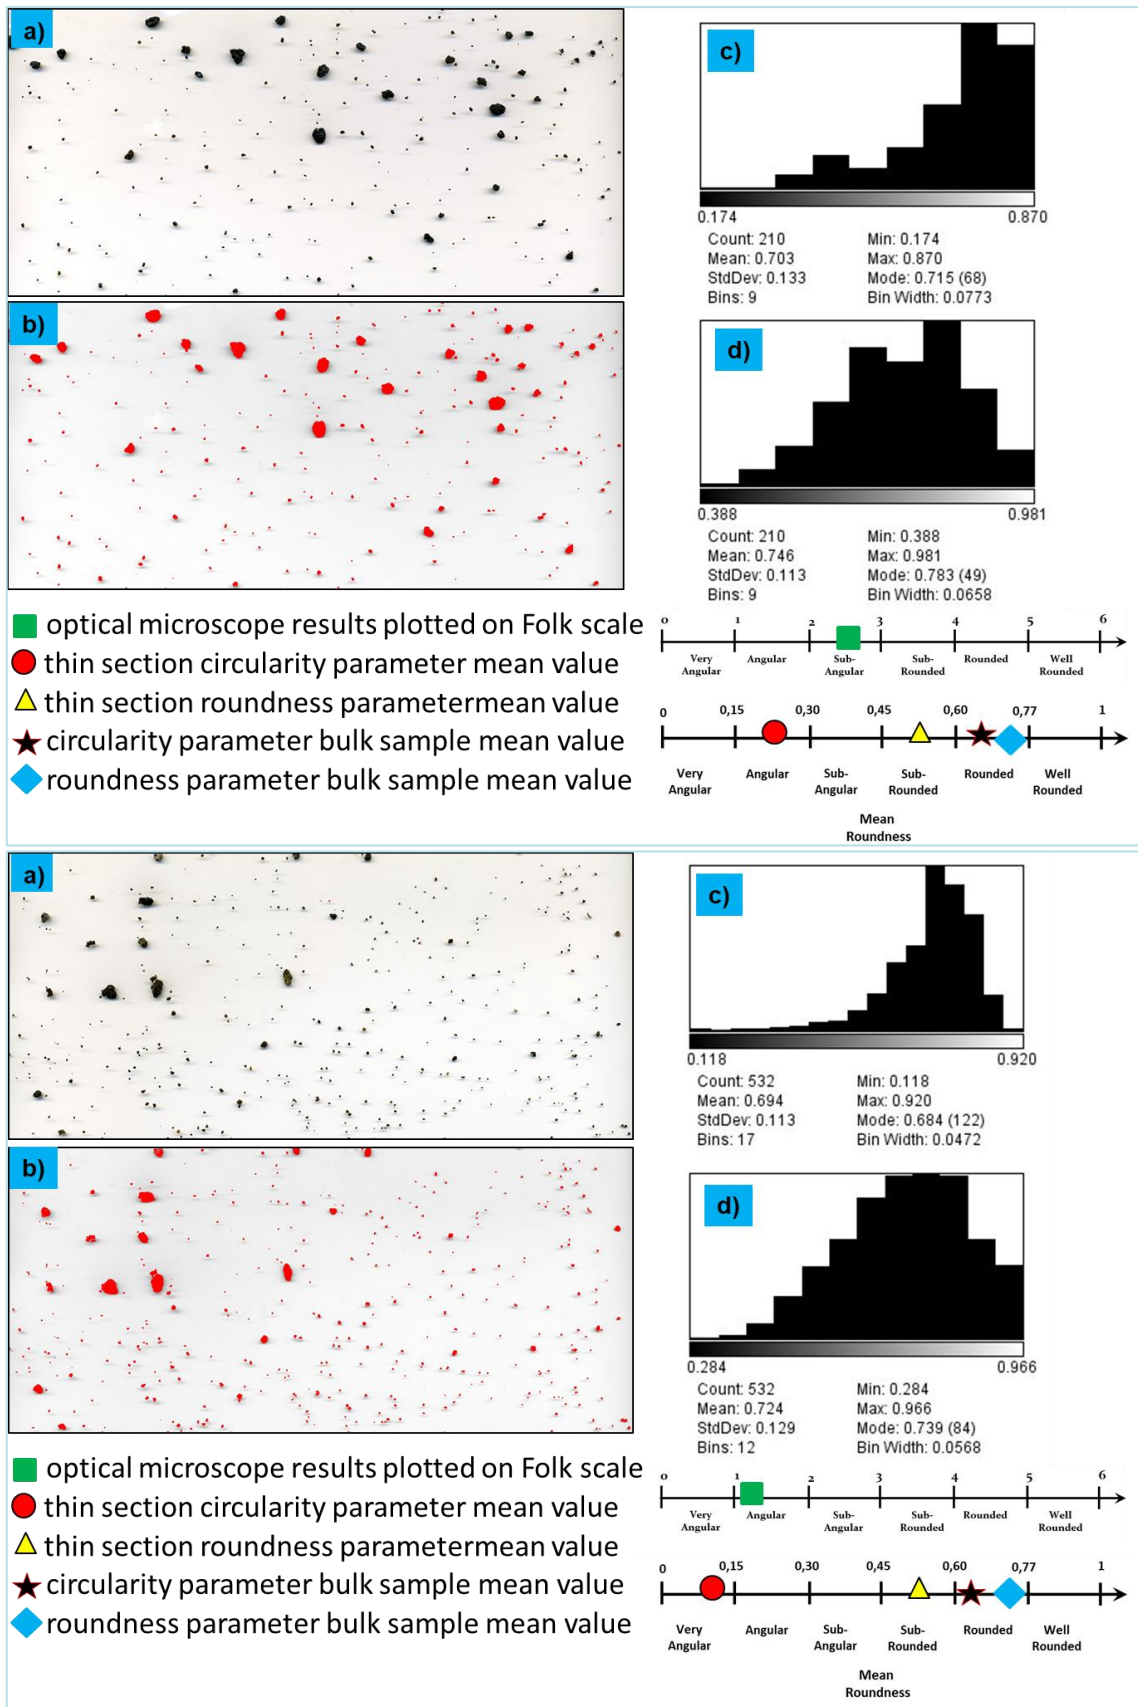 a)
c)
0.174 0.870
Count: 210 Min: 0.174
Mean: 0.703 Max: 0.870
StdDev: 0.133 Mode: 0.715 (68)
Bins: 9 Bin Width: 0.0773
b)
d)
0.388 0.981
Count: 210 Min: 0.388
Mean: 0.746 Max: 0.981
StdDev: 0.113 Mode: 0.783 (49)
Bins: 9 Bin Width: 0.0658
optical microscope results plotted on Folk scale
thin section circularity parameter mean value
thin section roundness parametermean value
circularity parameter bulk sample mean value
roundness parameter bulk sample mean value
0 1 2 3 4 5 6
Very Angular Sub- Sub- Rounded Well
Angular Angular Rounded Rounded
0 0,15 0,30 0,45 0,60 0,77 1
Very Angular Sub- Sub- Rounded Well
Angular Angular Rounded Rounded
Mean
Roundness
a)
c)
0.118 0.920
Count: 532 Min: 0.118
Mean: 0.694 Max: 0.920
StdDev: 0.113 Mode: 0.684 (122)
Bins: 17 Bin Width: 0.0472
b)
d)
0.284 0.966
Count: 532 Min: 0.284
Mean: 0.724 Max: 0.966
StdDev: 0.129 Mode: 0.739 (84)
Bins: 12 Bin Width: 0.0568
optical microscope results plotted on Folk scale
thin section circularity parameter mean value
thin section roundness parametermean value
circularity parameter bulk sample mean value
roundness parameter bulk sample mean value
0 1 2 3 4 5 6
Very Angular Sub- Sub- Rounded Well
Angular Angular Rounded Rounded
0 0,15 0,30 0,45 0,60 0,77 1
Very Angular Sub- Sub- Rounded Well
Angular Angular Rounded Rounded
Mean
Roundness